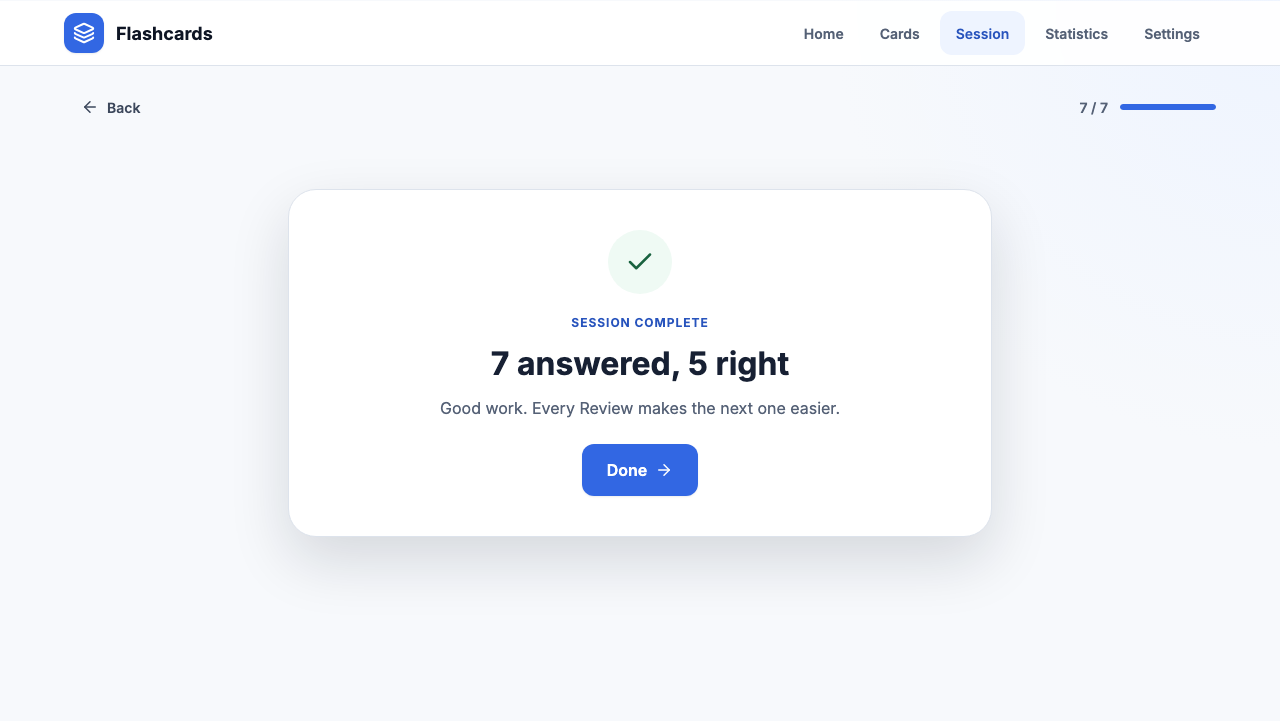 Flashcards
Home
Cards
Session
Statistics
Settings
Back
7 / 7
SESSION COMPLETE
7 answered, 5 right
Good work. Every Review makes the next one easier.
Done